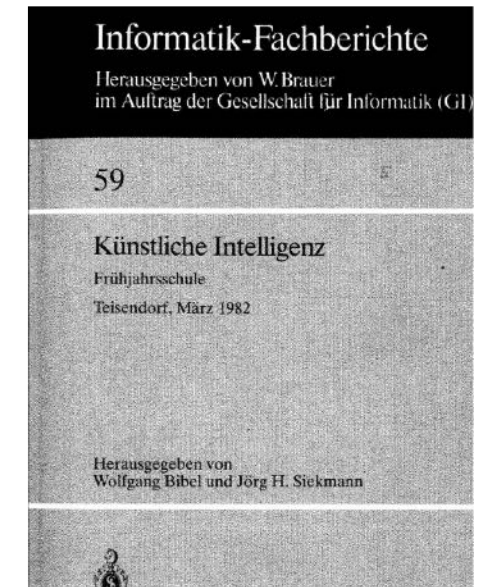 Informatik-Fachberichte
Herausgegeben von W. Brauer
im Auftrag der Gesellschaft für Informatik (GI)
59
Künstliche Intelligenz
Frühjahrsschule
Teisendorf, März 1982
Herausgegeben von
Wolfgang Bibel und Jörg H. Siekmann